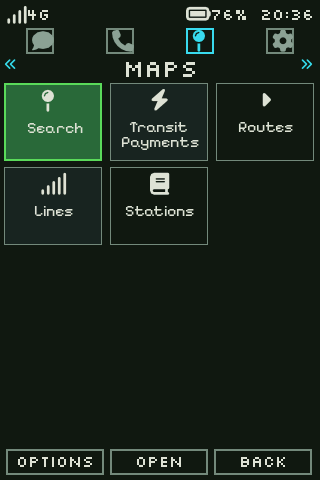 4G 76% 20:36
« »
MAPS
Search
Transit
Payments
Routes
Lines
Stations
OPTIONS OPEN BACK